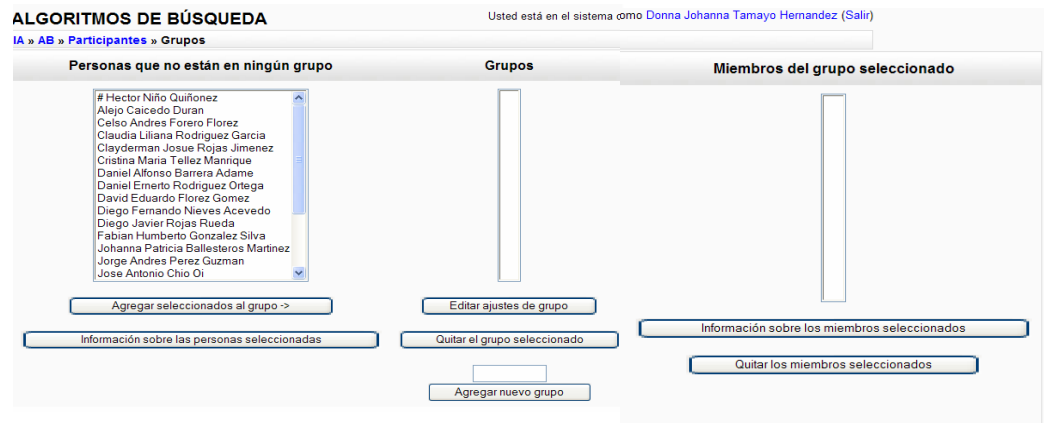 ALGORITMOS DE BÚSQUEDA
Usted está en el sistema como Donna Johanna Tamayo Hernandez (Salir)
IA » AB » Participantes » Grupos
Personas que no están en ningún grupo
# Hector Niño Quiñonez
Alejo Caicedo Duran
Celso Andres Forero Florez
Claudia Liliana Rodriguez Garcia
Clayderman Josue Rojas Jimenez
Cristina Maria Tellez Manrique
Daniel Alfonso Barrera Adame
Daniel Ernerto Rodriguez Ortega
David Eduardo Florez Gomez
Diego Fernando Nieves Acevedo
Diego Javier Rojas Rueda
Fabian Humberto Gonzalez Silva
Johanna Patricia Ballesteros Martinez
Jorge Andres Perez Guzman
Jose Antonio Chio Oi
Agregar seleccionados al grupo ->
Información sobre las personas seleccionadas
Grupos
Editar ajustes de grupo
Quitar el grupo seleccionado
Agregar nuevo grupo
Miembros del grupo seleccionado
Información sobre los miembros seleccionados
Quitar los miembros seleccionados